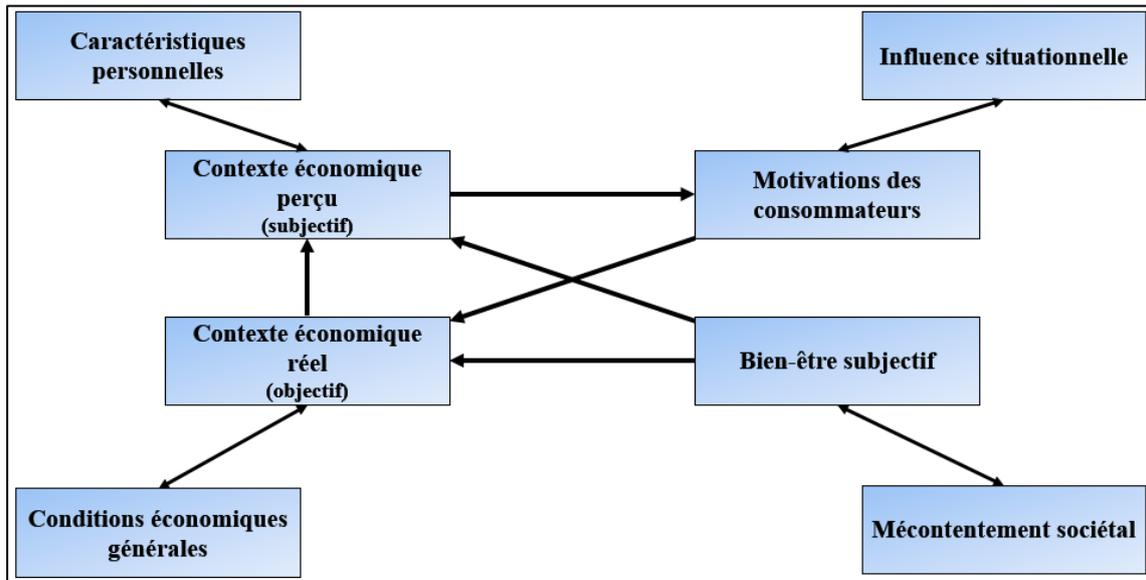 Caractéristiques
personnelles
Influence situationnelle
Contexte économique
perçu
(subjectif)
Motivations des
consommateurs
Contexte économique
réel
(objectif)
Bien-être subjectif
Conditions économiques
générales
Mécontentement sociétal